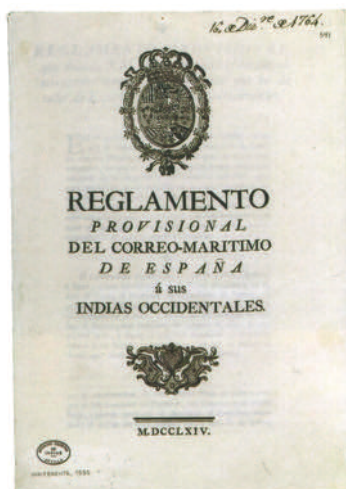 16. de Dic.re de 1764.
REGLAMENTO
PROVISIONAL
DEL CORREO-MARITIMO
DE ESPAÑA
á sus
INDIAS OCCIDENTALES.
M.DCCLXIV.